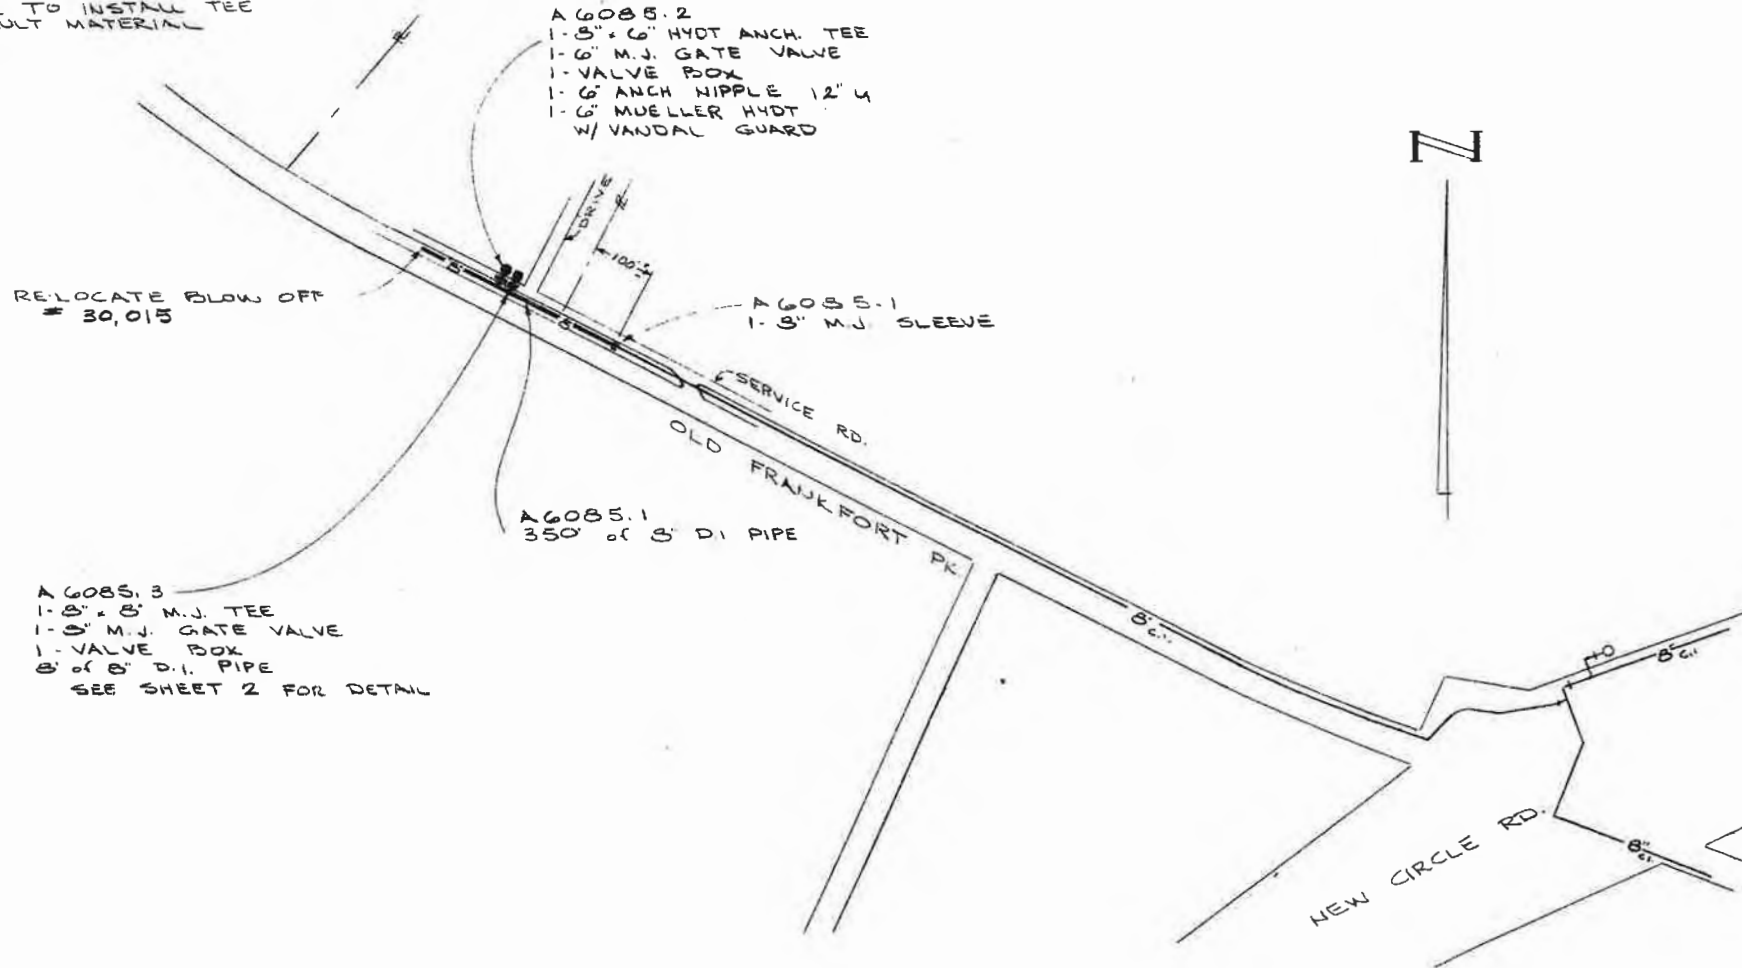 TO INSTALL TEE
ULT MATERIAL
A 6085.2
1-8" x 6" HYDT ANCH. TEE
1-6" M.J. GATE VALVE
1-VALVE BOX
1-6" ANCH NIPPLE 12"
1-6" MUELLER HYDT
W/ VANDAL GUARD
N
DRIVE
100'±
8"
RELOCATE BLOW OFF
# 30,015
A 6085.1
1-8" M.J. SLEEVE
8"
SERVICE RD.
OLD FRANKFORT PK.
A 6085.1
350' of 8" D.I. PIPE
A 6085.3
1-8" x 8" M.J. TEE
1-8" M.J. GATE VALVE
1-VALVE BOX
8' of 8" D.I. PIPE
SEE SHEET 2 FOR DETAIL
8" C.I.
8" C.I.
8" C.I.
NEW CIRCLE RD.